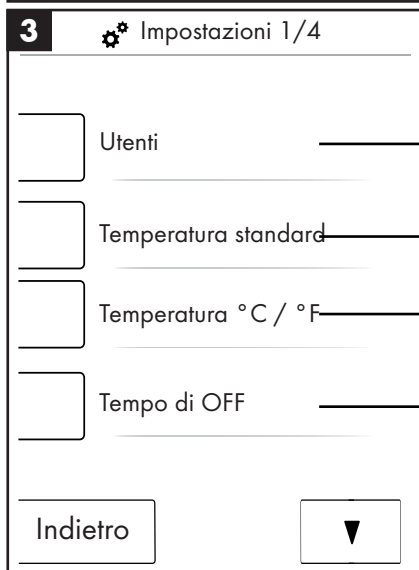 3
Impostazioni 1/4
Utenti
Temperatura standard
Temperatura °C / °F
Tempo di OFF
Indietro